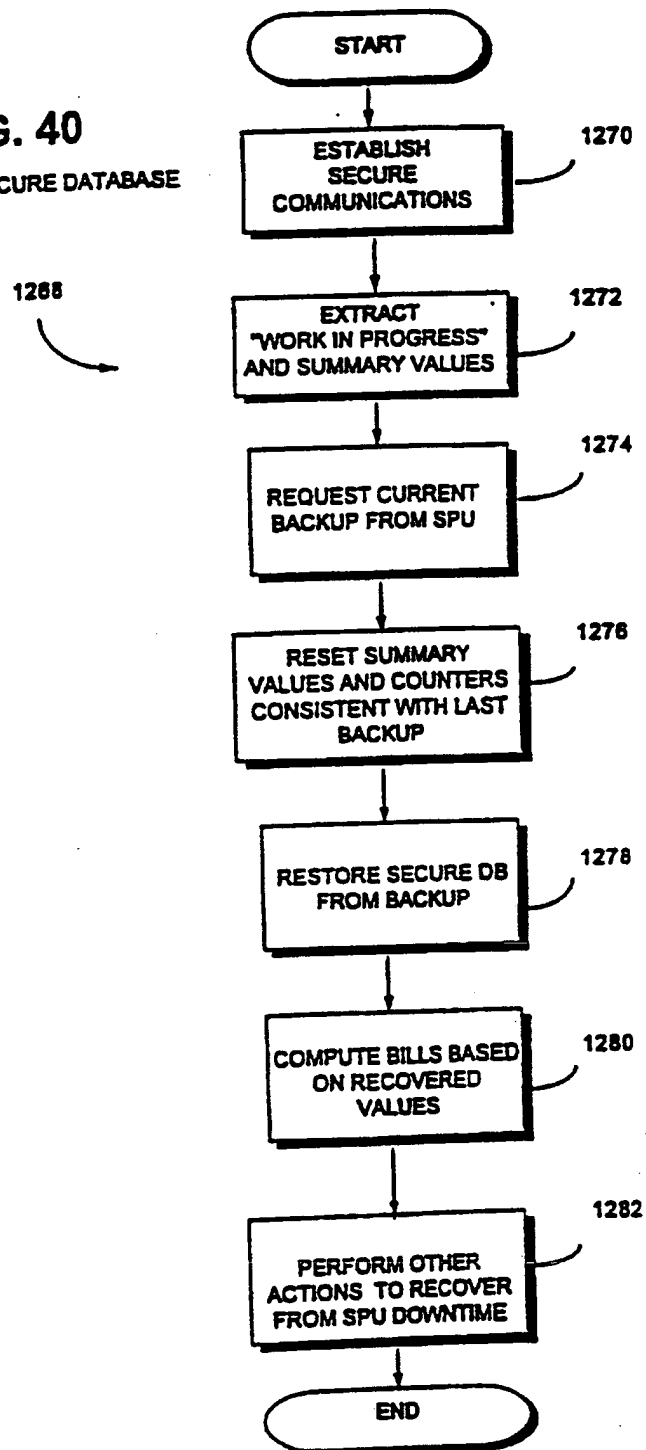 START
G. 40
CURE DATABASE
1268
ESTABLISH
SECURE
COMMUNICATIONS
1270
EXTRACT
"WORK IN PROGRESS"
AND SUMMARY VALUES
1272
REQUEST CURRENT
BACKUP FROM SPU
1274
RESET SUMMARY
VALUES AND COUNTERS
CONSISTENT WITH LAST
BACKUP
1276
RESTORE SECURE DB
FROM BACKUP
1278
COMPUTE BILLS BASED
ON RECOVERED
VALUES
1280
PERFORM OTHER
ACTIONS TO RECOVER
FROM SPU DOWNTIME
1282
END